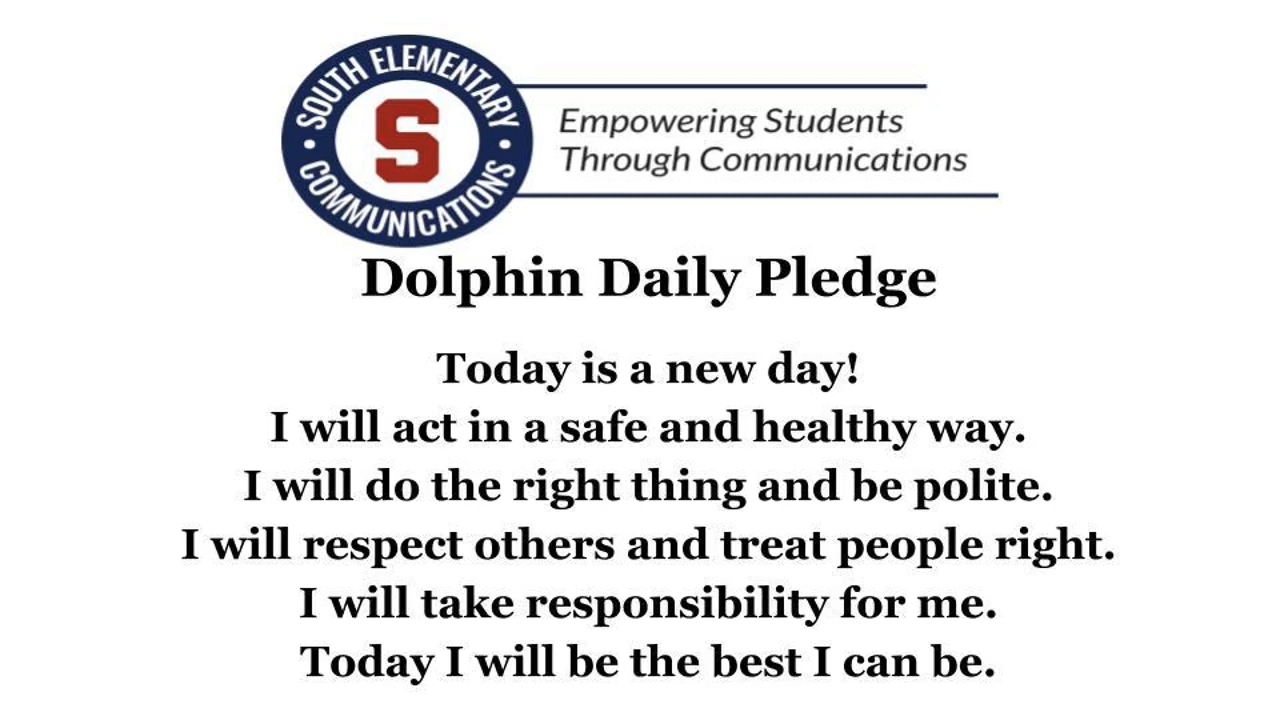 SOUTH ELEMENTARY
S
COMMUNICATIONS
Empowering Students
Through Communications
Dolphin Daily Pledge
Today is a new day!
I will act in a safe and healthy way.
I will do the right thing and be polite.
I will respect others and treat people right.
I will take responsibility for me.
Today I will be the best I can be.